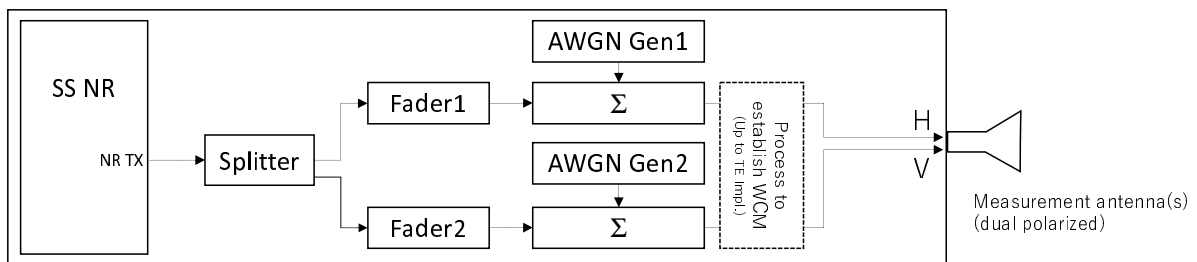 SS NR
NR TX
Splitter
Fader1
Fader2
AWGN Gen1
Σ
AWGN Gen2
Σ
Process to
establish WCM
(Up to TE Impl.)
H
V
Measurement antenna(s)
(dual polarized)